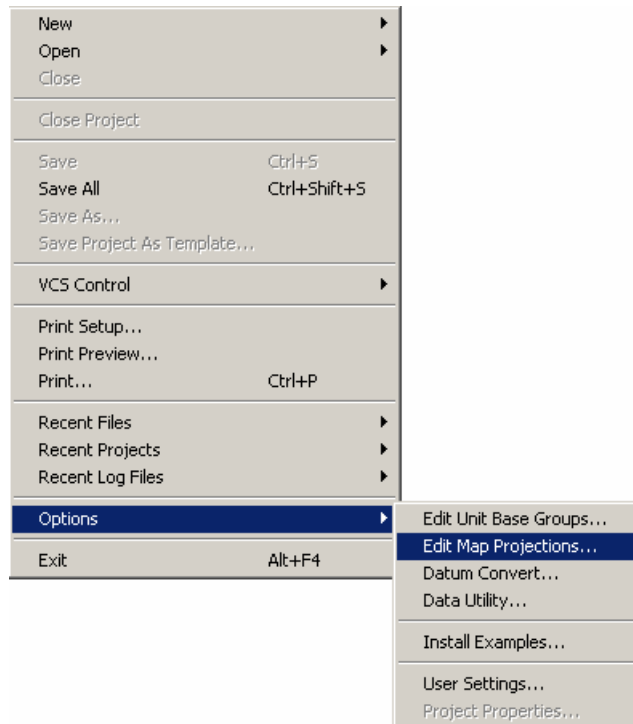 New
Open
Close
Close Project
Save Ctrl+S
Save All Ctrl+Shift+S
Save As...
Save Project As Template...
VCS Control
Print Setup...
Print Preview...
Print... Ctrl+P
Recent Files
Recent Projects
Recent Log Files
Options
Exit Alt+F4
Edit Unit Base Groups...
Edit Map Projections...
Datum Convert...
Data Utility...
Install Examples...
User Settings...
Project Properties...